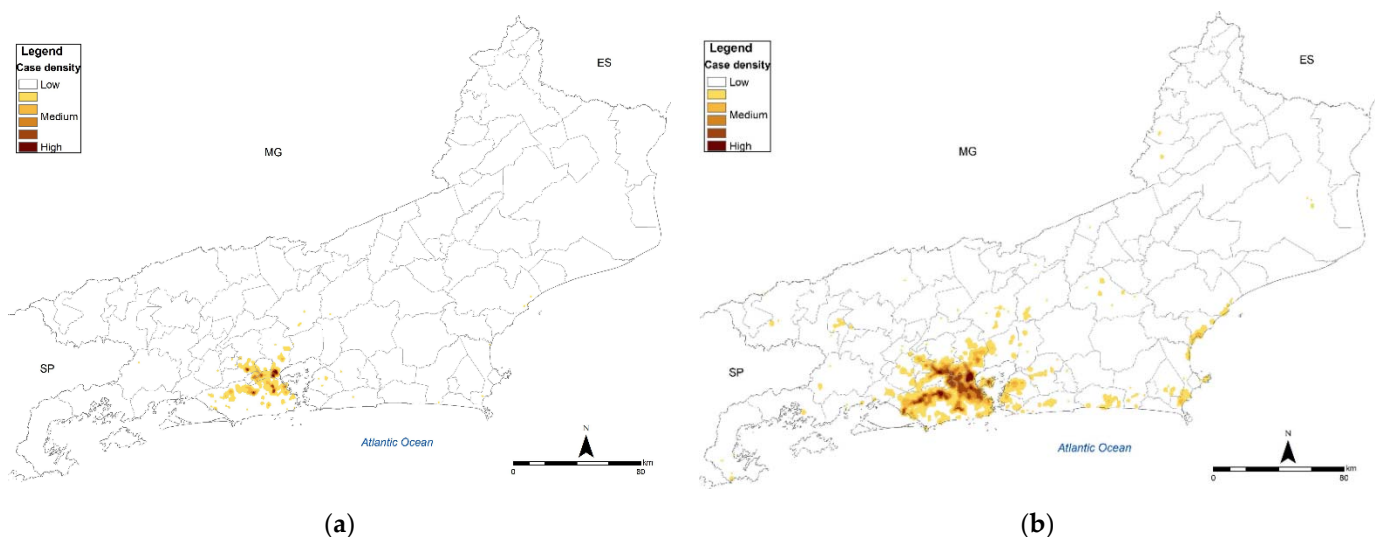 Legend
Case density
Low
Medium
High
ES
MG
SP
Atlantic Ocean
N
km
0
80
(a)
Legend
Case density
Low
Medium
High
ES
MG
SP
Atlantic Ocean
N
km
0
80
(b)